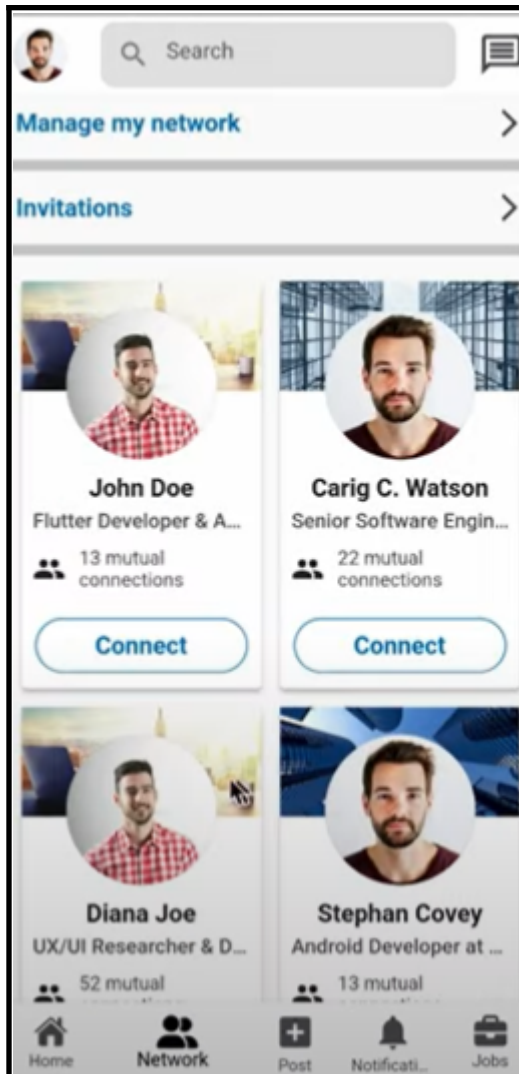 Search
Manage my network
Invitations
John Doe
Flutter Developer & A...
13 mutual
connections
Connect
Carig C. Watson
Senior Software Engin...
22 mutual
connections
Connect
Diana Joe
UX/UI Researcher & D...
52 mutual
Stephan Covey
Android Developer at ...
13 mutual
Home
Network
Post
Notificati...
Jobs